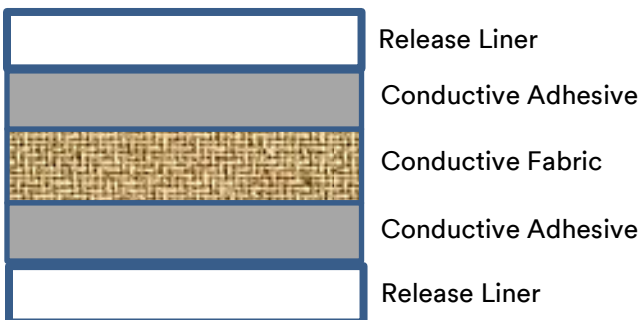 Release Liner
Conductive Adhesive
Conductive Fabric
Conductive Adhesive
Release Liner